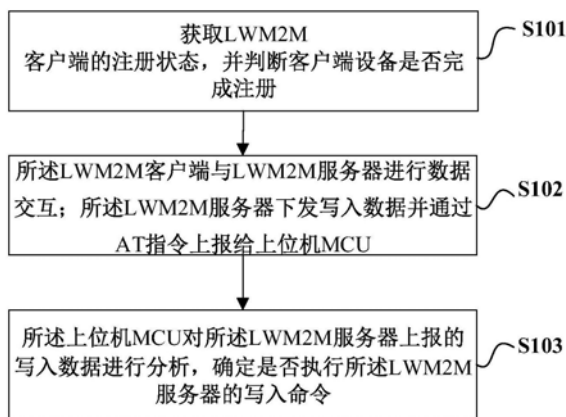 获取LWM2M
客户端的注册状态，并判断客户端设备是否完
成注册
S101
所述LWM2M客户端与LWM2M服务器进行数据
交互；所述LWM2M服务器下发写入数据并通过
AT指令上报给上位机MCU
S102
所述上位机MCU对所述LWM2M服务器上报的
写入数据进行分析，确定是否执行所述LWM2M
服务器的写入命令
S103